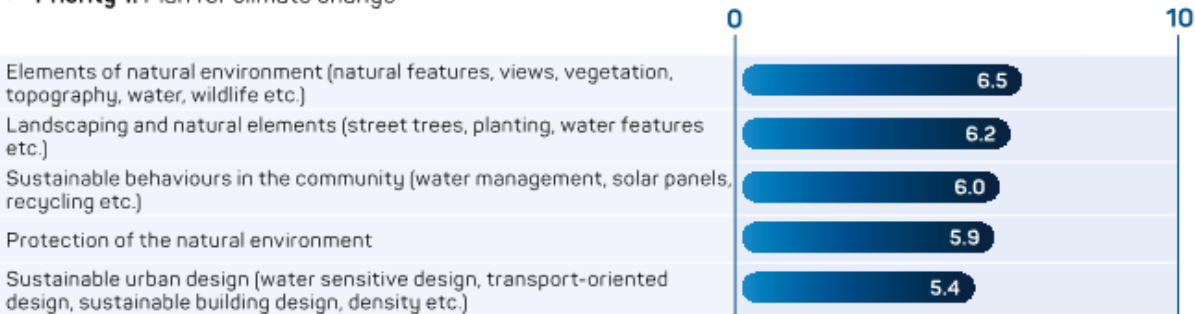 Priority 1: Plan for climate change
0 10
Elements of natural environment (natural features, views, vegetation,
topography, water, wildlife etc.)
6.5
Landscaping and natural elements (street trees, planting, water features
etc.)
6.2
Sustainable behaviours in the community (water management, solar panels,
recycling etc.)
6.0
Protection of the natural environment
5.9
Sustainable urban design (water sensitive design, transport-oriented
design, sustainable building design, density etc.)
5.4